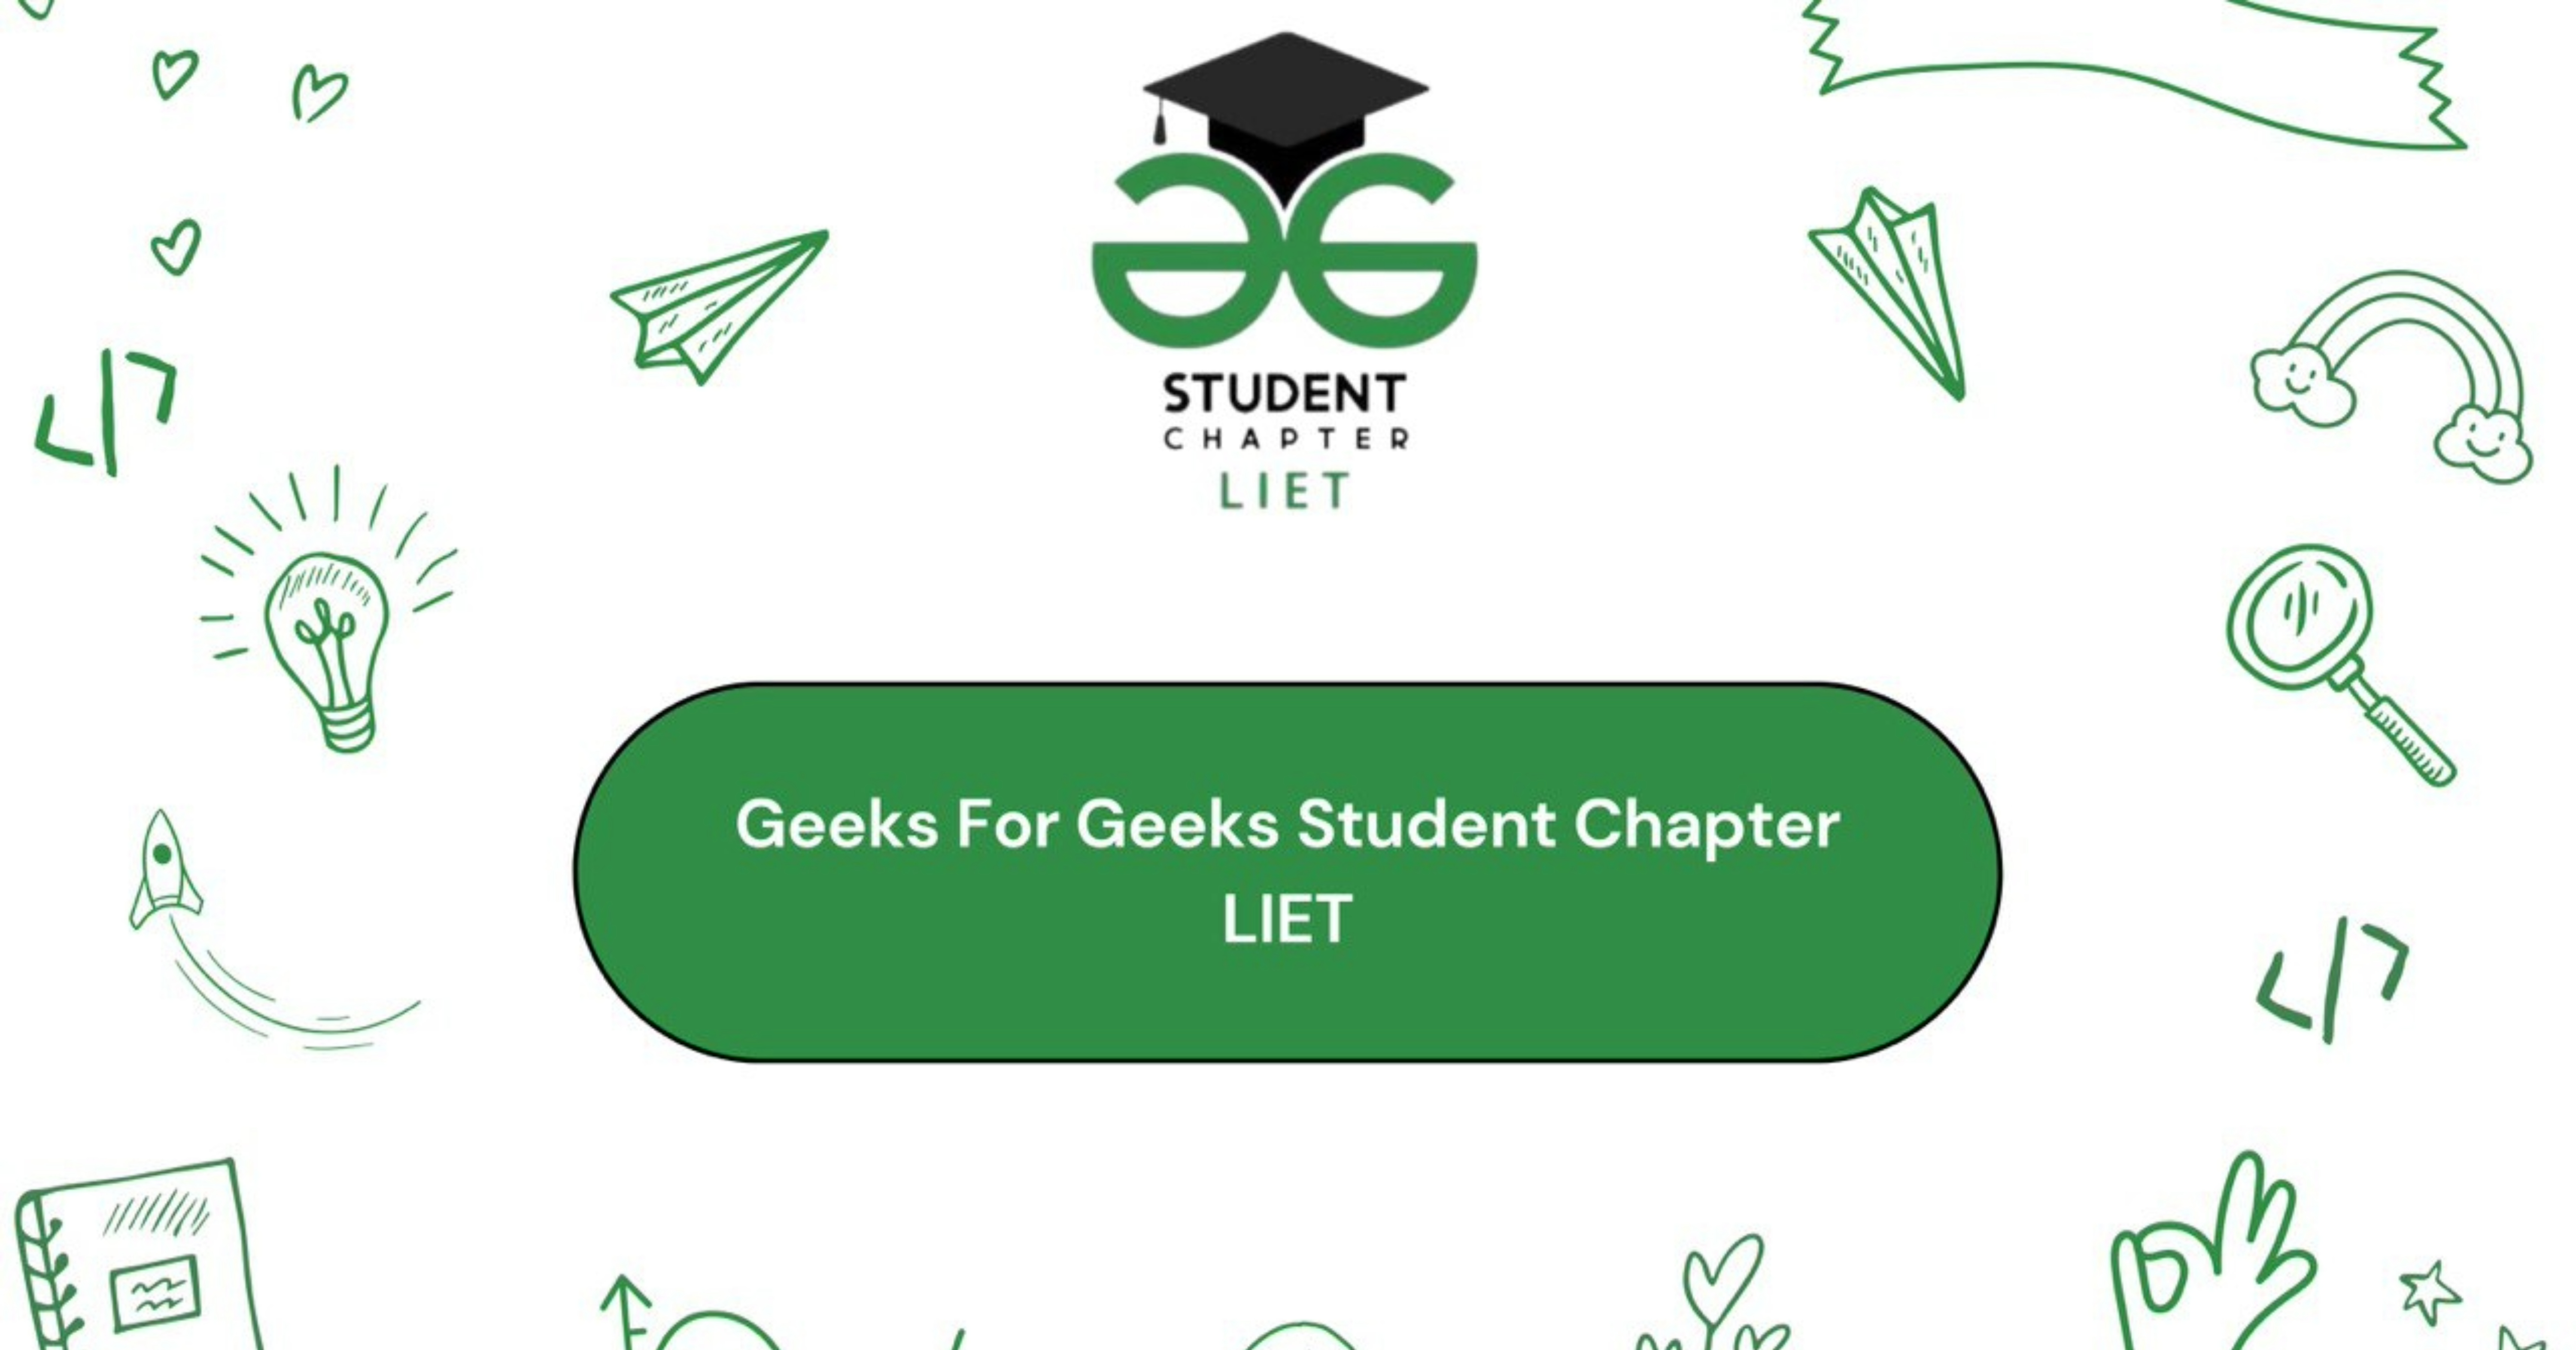 STUDENT
CHAPTER
LIET
Geeks For Geeks Student Chapter
LIET